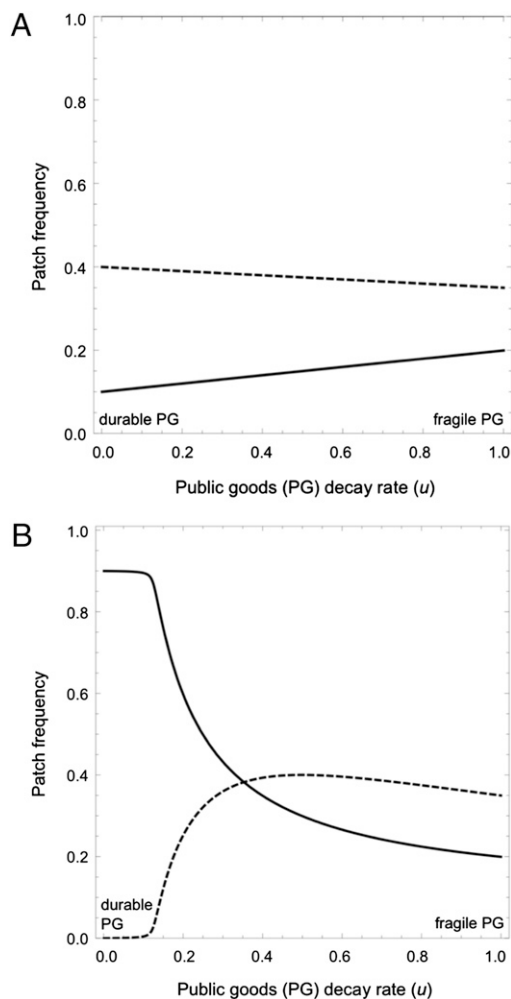 A
1.0
0.8
0.6
0.4
0.2
0.0
Patch frequency
durable PG
fragile PG
0.0 0.2 0.4 0.6 0.8 1.0
Public goods (PG) decay rate (u)
B
1.0
0.8
0.6
0.4
0.2
0.0
Patch frequency
durable
PG
fragile PG
0.0 0.2 0.4 0.6 0.8 1.0
Public goods (PG) decay rate (u)